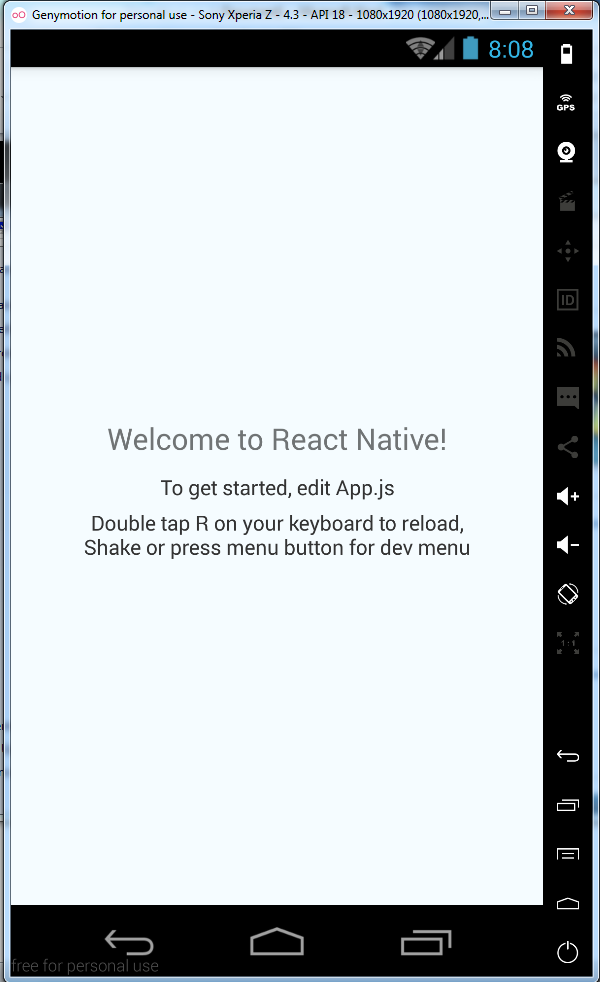 Genymotion for personal use - Sony Xperia Z - 4.3 - API 18 - 1080x1920 (1080x1920,...
8:08
GPS
ID
Welcome to React Native!
To get started, edit App.js
Double tap R on your keyboard to reload,
Shake or press menu button for dev menu
1:1
free for personal use